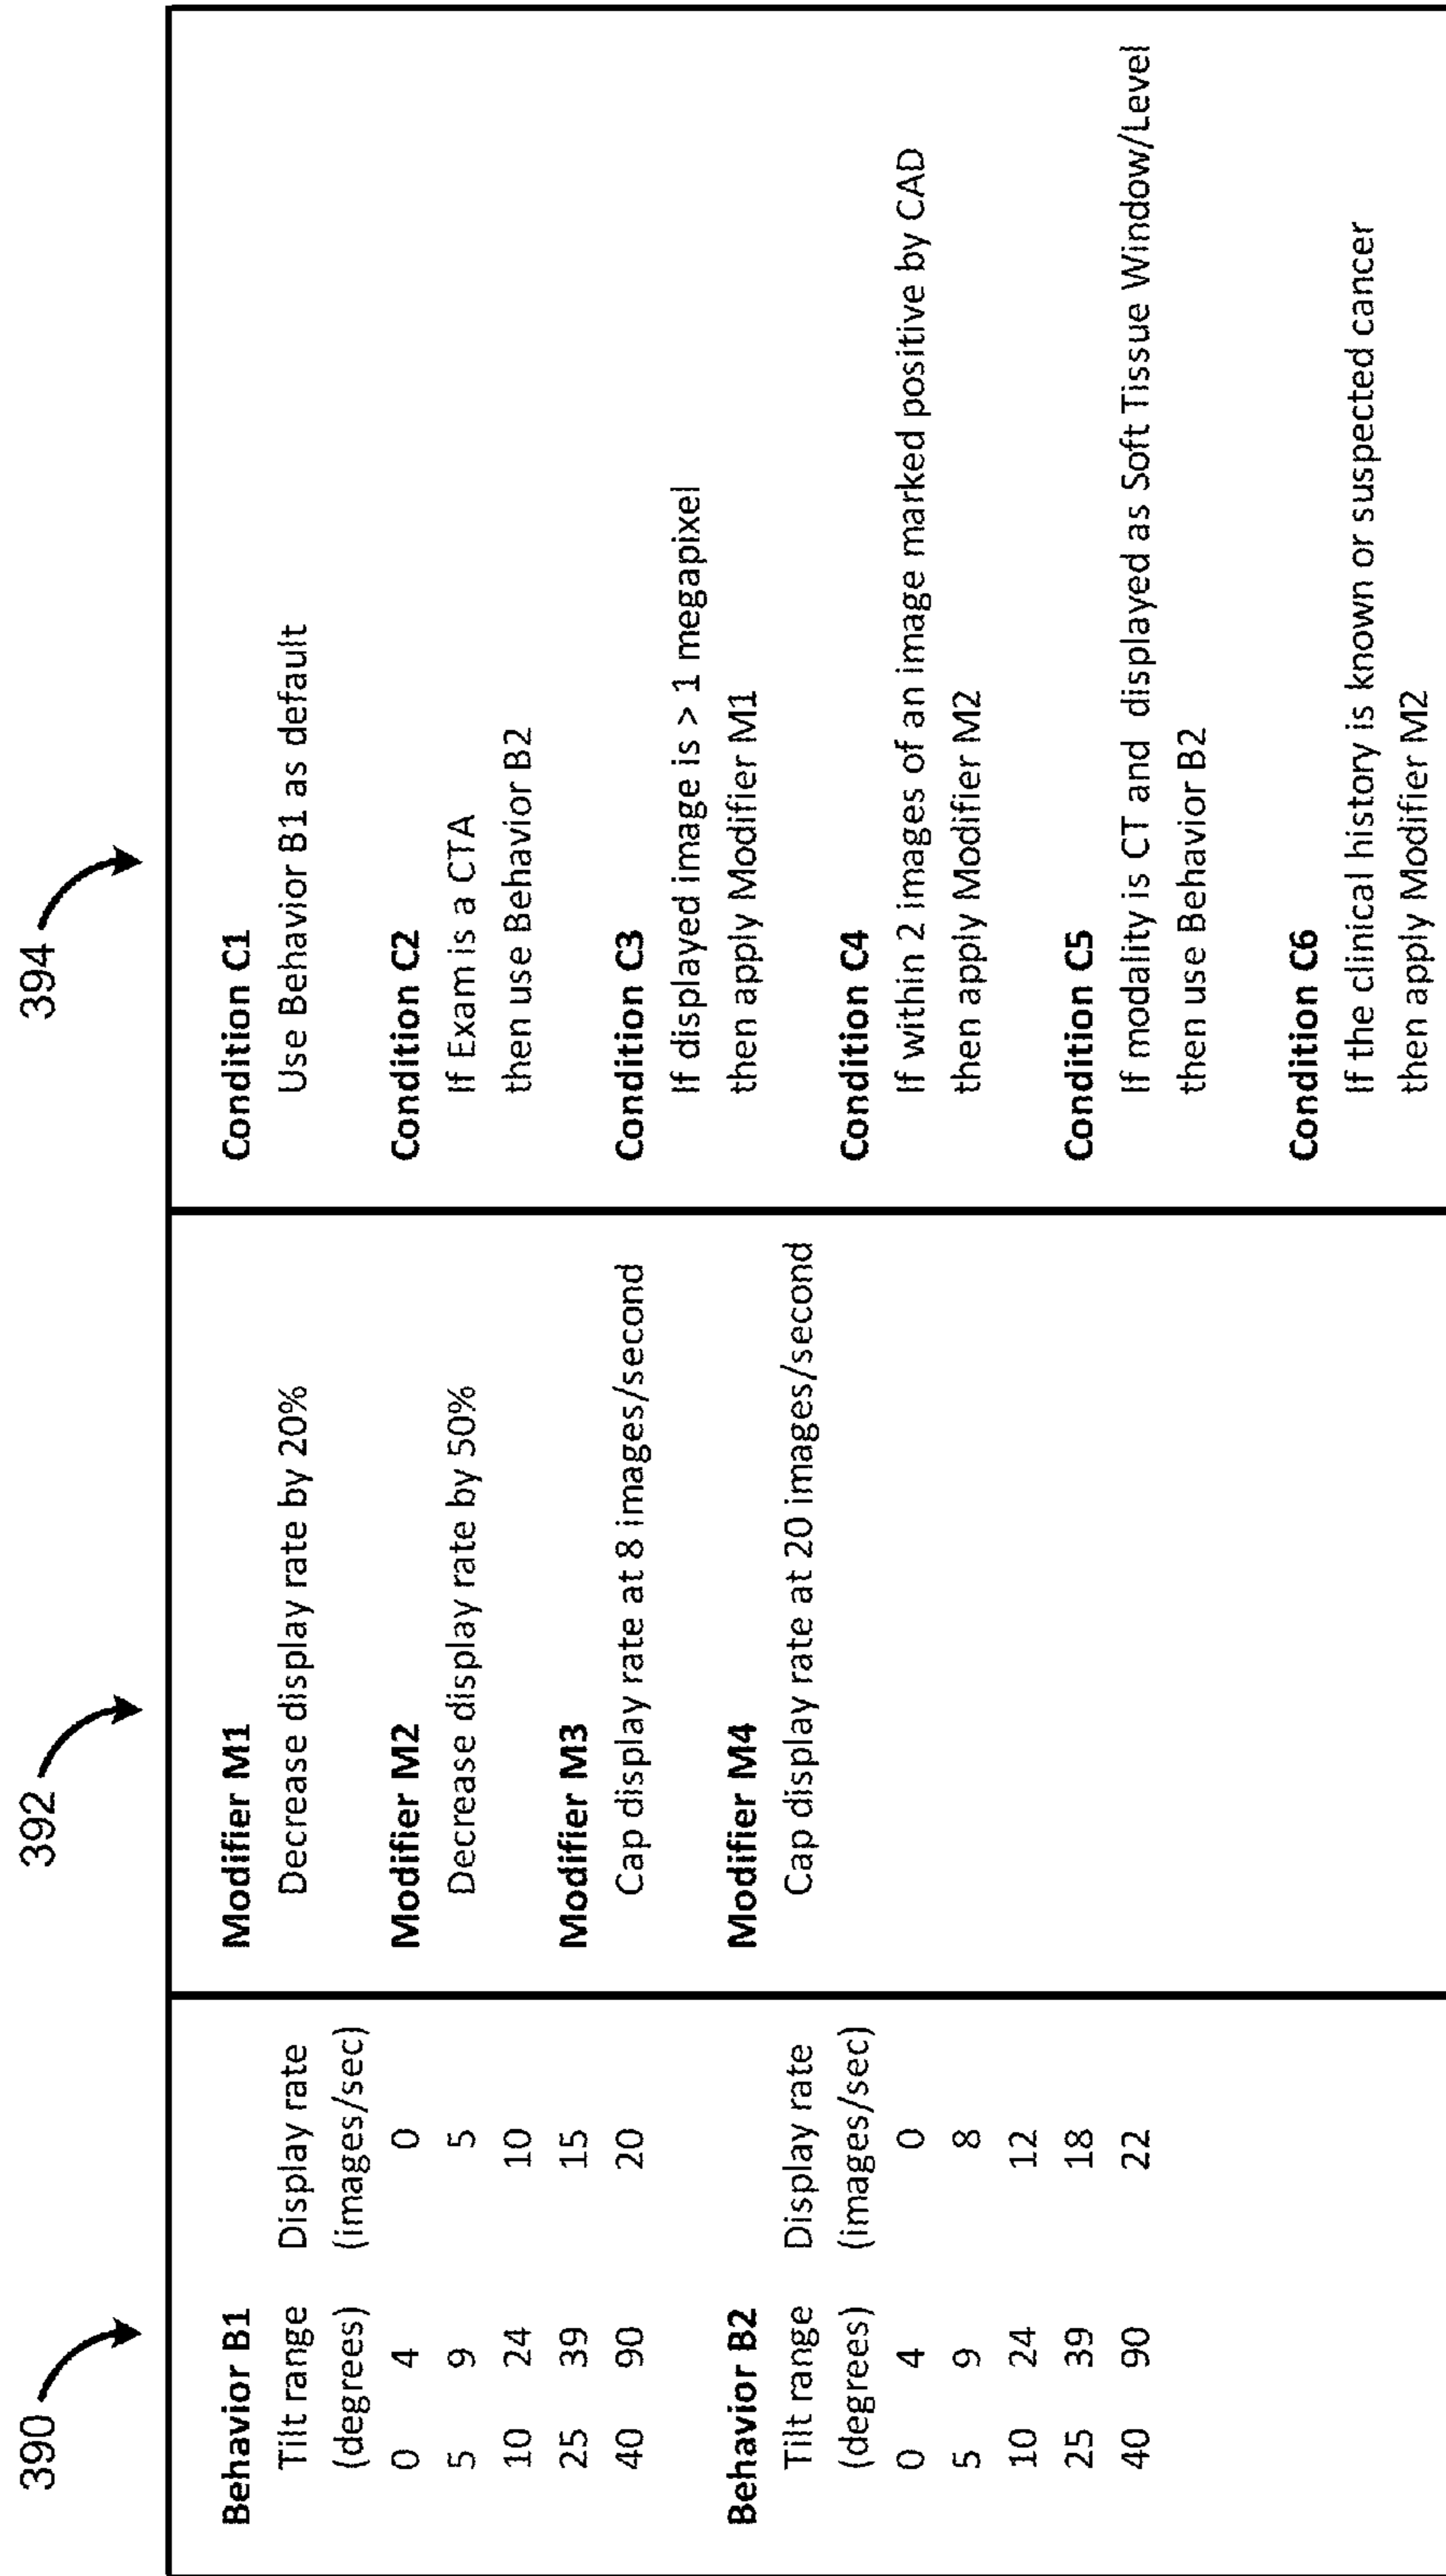 390
Behavior B1
Tilt range Display rate
(degrees) (images/sec)
0 4 0
5 9 5
10 24 10
25 39 15
40 90 20
Behavior B2
Tilt range Display rate
(degrees) (images/sec)
0 4 0
5 9 8
10 24 12
25 39 18
40 90 22
392
Modifier M1
Decrease display rate by 20%
Modifier M2
Decrease display rate by 50%
Modifier M3
Cap display rate at 8 images/second
Modifier M4
Cap display rate at 20 images/second
394
Condition C1
Use Behavior B1 as default
Condition C2
If Exam is a CTA
then use Behavior B2
Condition C3
If displayed image is > 1 megapixel
then apply Modifier M1
Condition C4
If within 2 images of an image marked positive by CAD
then apply Modifier M2
Condition C5
If modality is CT and displayed as Soft Tissue Window/Level
then use Behavior B2
Condition C6
If the clinical history is known or suspected cancer
then apply Modifier M2